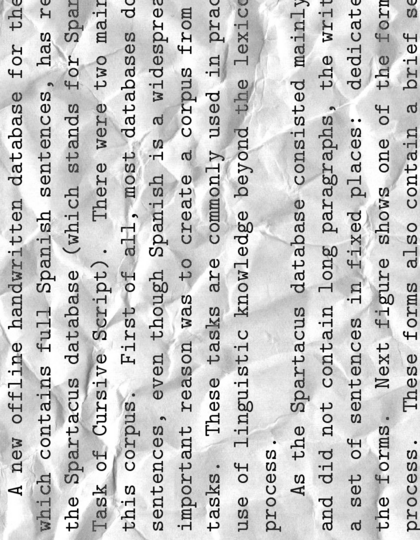 A new offline handwritten database for the
which contains full Spanish sentences, has re
the Spartacus database (which stands for Span
Task of Cursive Script). There were two main
this corpus. First of all, most databases do
sentences, even though Spanish is a widesprea
important reason was to create a corpus from
tasks. These tasks are commonly used in prac
use of linguistic knowledge beyond the lexico
process.
As the Spartacus database consisted mainly
and did not contain long paragraphs, the writ
a set of sentences in fixed places: dedicate
the forms. Next figure shows one of the form
process. These forms also contain a brief se